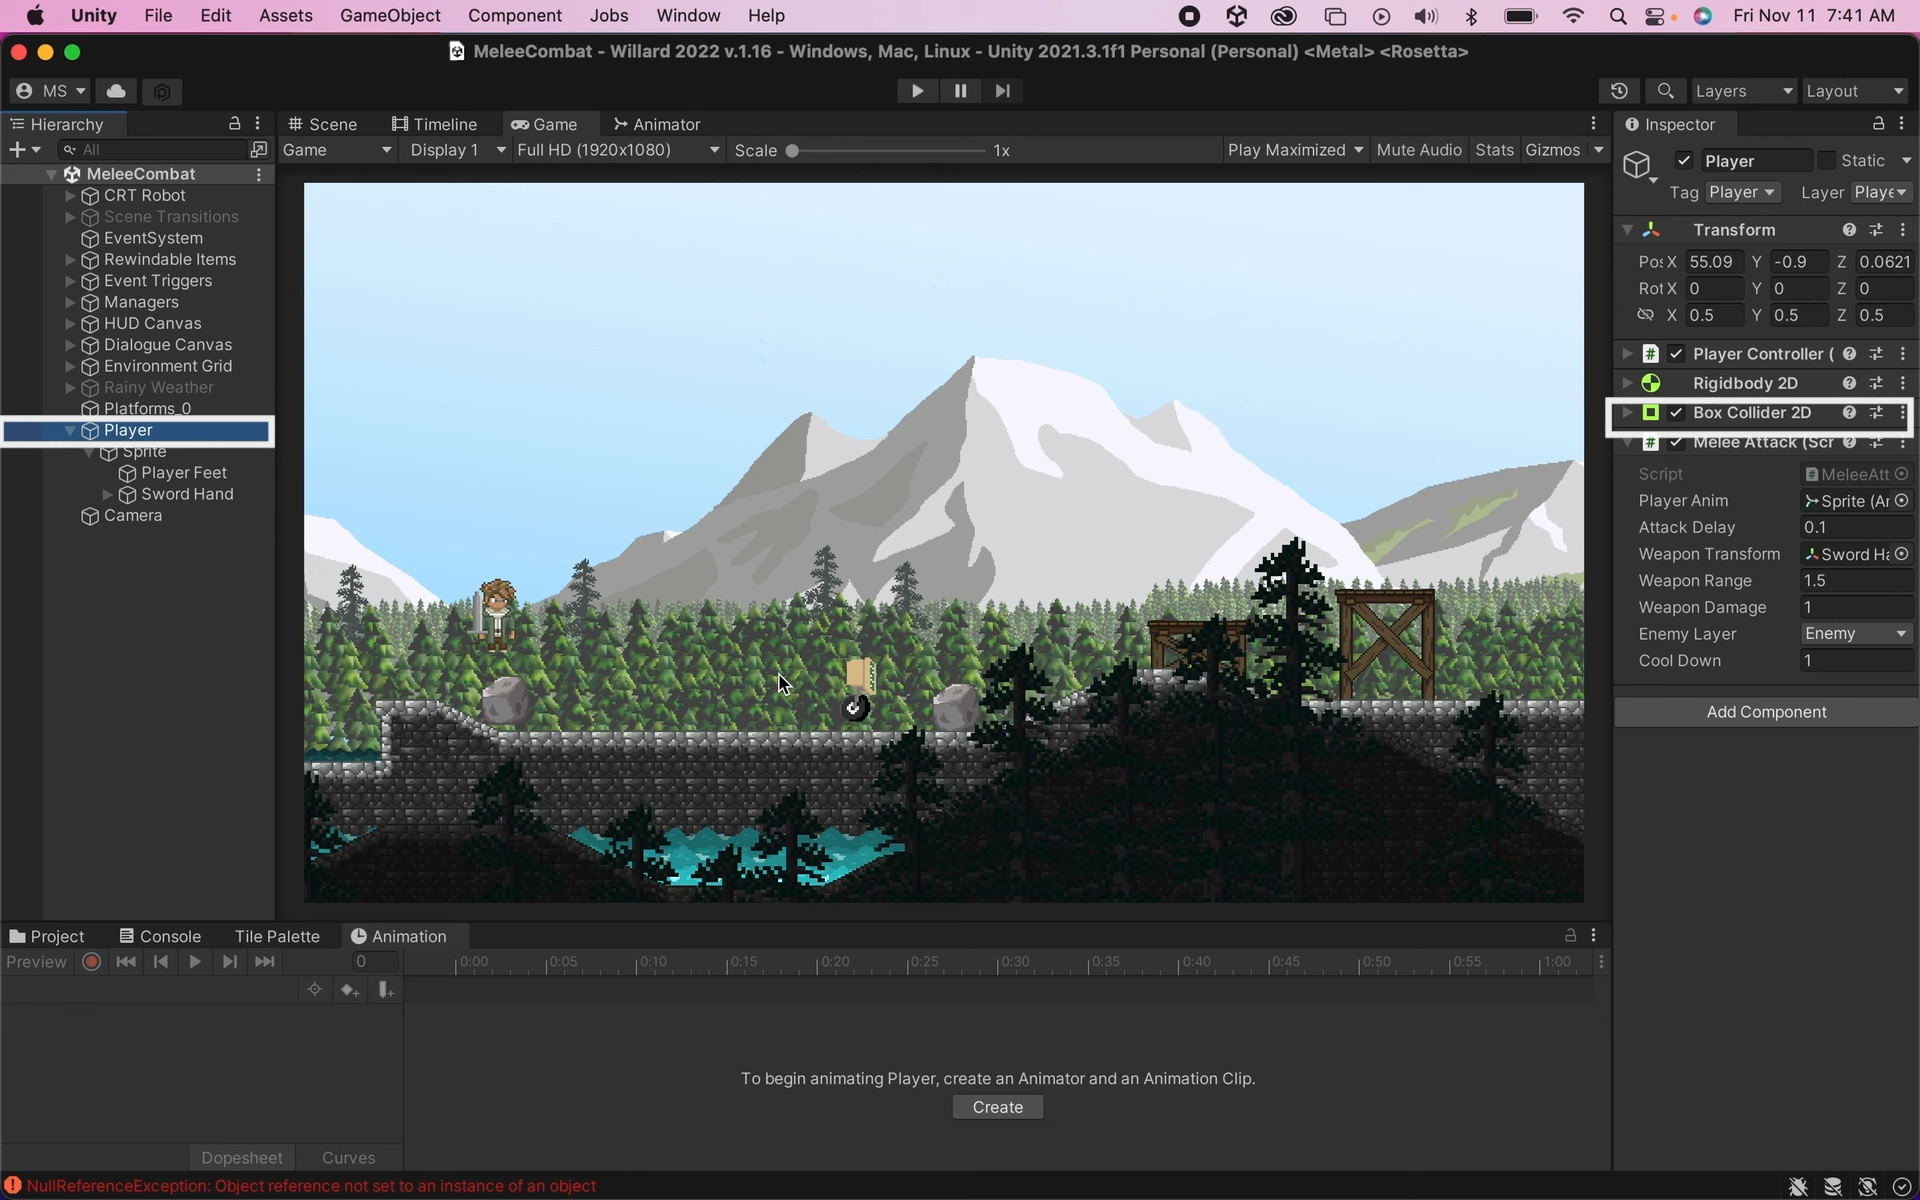 Unity File Edit Assets GameObject Component Jobs Window Help Fri Nov 11 7:41 AM
MeleeCombat - Willard 2022 v.1.16 - Windows, Mac, Linux - Unity 2021.3.1f1 Personal (Personal) <Metal> <Rosetta>
MS Layers Layout
Hierarchy
All
MeleeCombat
CRT Robot
Scene Transitions
EventSystem
Rewindable Items
Event Triggers
Managers
HUD Canvas
Dialogue Canvas
Environment Grid
Rainy Weather
Platforms_0
Player
Sprite
Player Feet
Sword Hand
Camera
Scene Timeline Game Animator
Game Display 1 Full HD (1920x1080) Scale 1x Play Maximized Mute Audio Stats Gizmos
Inspector
Player Static
Tag Player Layer Playe
Transform
Pos X 55.09 Y -0.9 Z 0.0621
Rot X 0 Y 0 Z 0
X 0.5 Y 0.5 Z 0.5
# Player Controller (
Rigidbody 2D
Box Collider 2D
# Melee Attack (Scr
Script MeleeAtt
Player Anim Sprite (Ar
Attack Delay 0.1
Weapon Transform Sword Ha
Weapon Range 1.5
Weapon Damage 1
Enemy Layer Enemy
Cool Down 1
Add Component
Project Console Tile Palette Animation
Preview 0 0:00 0:05 0:10 0:15 0:20 0:25 0:30 0:35 0:40 0:45 0:50 0:55 1:00
To begin animating Player, create an Animator and an Animation Clip.
Create
Dopesheet Curves
NullReferenceException: Object reference not set to an instance of an object